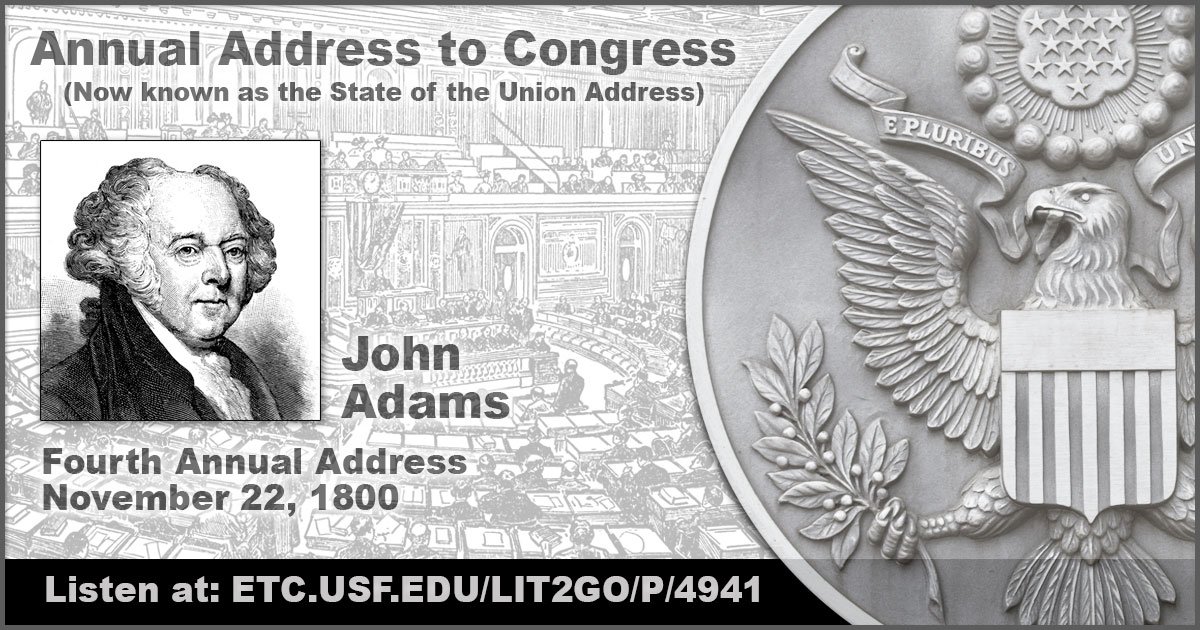 Annual Address to Congress
(Now known as the State of the Union Address)
E PLURIBUS
UN
John
Adams
Fourth Annual Address
November 22, 1800
Listen at: ETC.USF.EDU/LIT2GO/P/4941